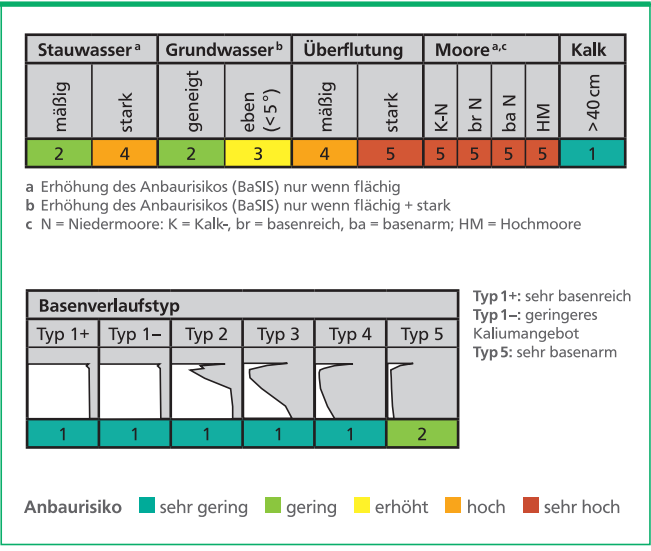 Stauwasser a Grundwasser b Überflutung Moore a,c Kalk
mäßig stark geneigt eben (< 5°) mäßig stark K-N br N ba N HM > 40 cm
2 4 2 3 4 5 5 5 5 5 1
a Erhöhung des Anbaurisikos (BaSIS) nur wenn flächig
b Erhöhung des Anbaurisikos (BaSIS) nur wenn flächig + stark
c N = Niedermoore: K = Kalk-, br = basenreich, ba = basenarm; HM = Hochmoore
Basenverlaufstyp
Typ 1+ Typ 1– Typ 2 Typ 3 Typ 4 Typ 5
1 1 1 1 1 2
Typ 1+: sehr basenreich
Typ 1–: geringeres
Kaliumangebot
Typ 5: sehr basenarm
Anbaurisiko sehr gering gering erhöht hoch sehr hoch